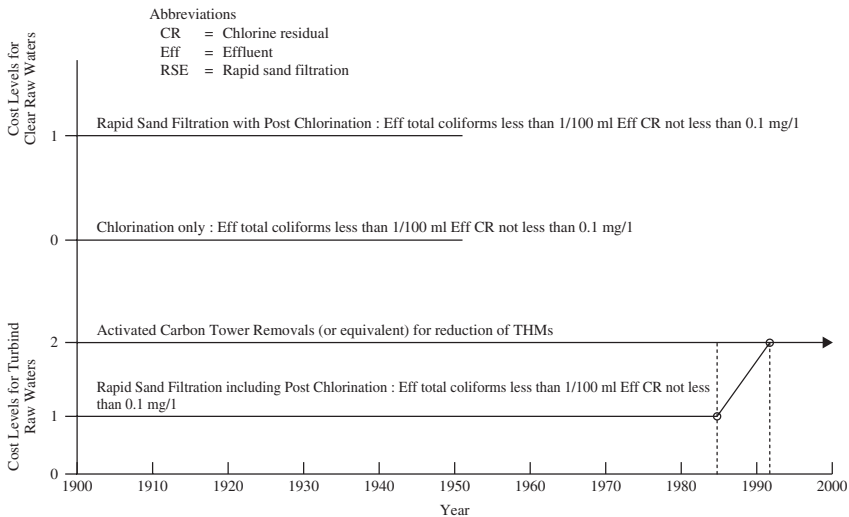 Abbreviations
CR = Chlorine residual
Eff = Effluent
RSE = Rapid sand filtration
Cost Levels for
Clear Raw Waters
1
Rapid Sand Filtration with Post Chlorination : Eff total coliforms less than 1/100 ml Eff CR not less than 0.1 mg/1
0
Chlorination only : Eff total coliforms less than 1/100 ml Eff CR not less than 0.1 mg/1
Cost Levels for Turbind
Raw Waters
2
Activated Carbon Tower Removals (or equivalent) for reduction of THMs
1
Rapid Sand Filtration including Post Chlorination : Eff total coliforms less than 1/100 ml Eff CR not less
than 0.1 mg/1
0
1900 1910 1920 1930 1940 1950 1960 1970 1980 1990 2000
Year